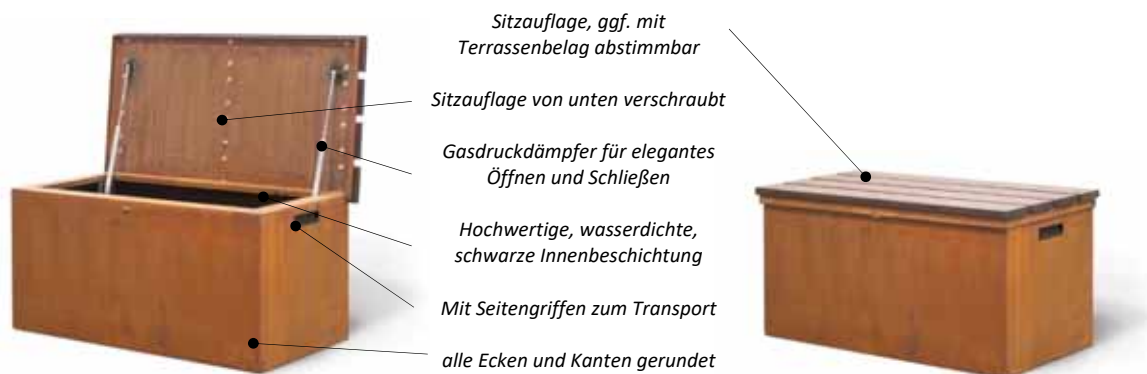 Sitzauflage, ggf. mit
Terrassenbelag abstimmbar
Sitzauflage von unten verschraubt
Gasdruckdämpfer für elegantes
Öffnen und Schließen
Hochwertige, wasserdichte,
schwarze Innenbeschichtung
Mit Seitengriffen zum Transport
alle Ecken und Kanten gerundet